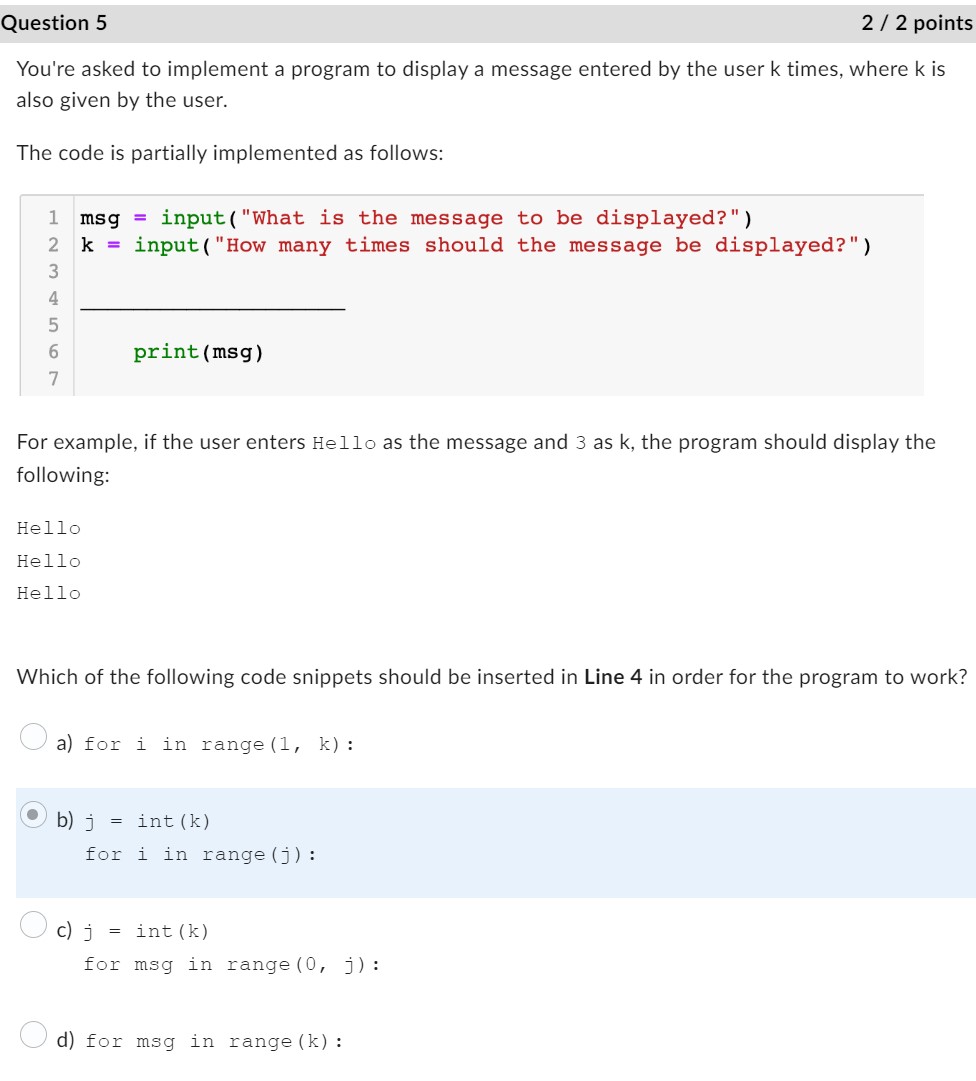 Question 5 2 / 2 points
You're asked to implement a program to display a message entered by the user k times, where k is
also given by the user.
The code is partially implemented as follows:
1 msg = input("What is the message to be displayed?")
2 k = input("How many times should the message be displayed?")
3
4 ____________________
5
6     print(msg)
7
For example, if the user enters Hello as the message and 3 as k, the program should display the
following:
Hello
Hello
Hello
Which of the following code snippets should be inserted in Line 4 in order for the program to work?
a) for i in range(1, k):
b) j = int(k)
for i in range(j):
c) j = int(k)
for msg in range(0, j):
d) for msg in range(k):